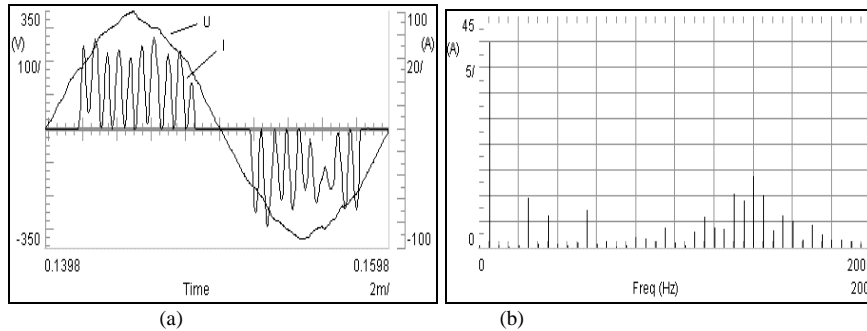 350
(V)
100/
-350
U
I
100
(A)
20/
-100
0.1398
0.1598
Time
2m/
45
(A)
5/
0
0
200
Freq (Hz)
200
(a)
(b)